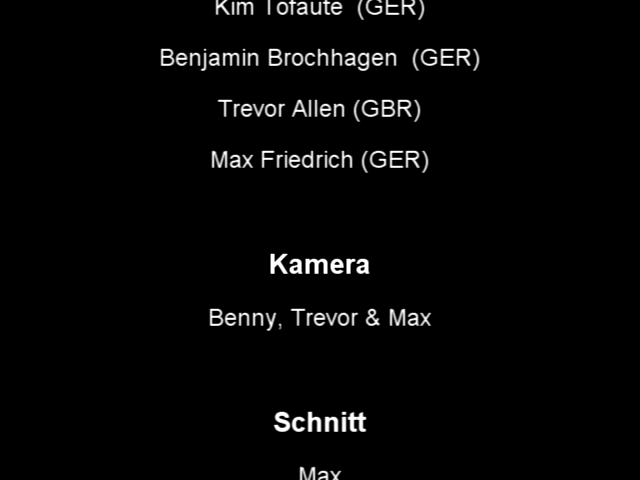 Kim Tofaute  (GER)
Benjamin Brochhagen  (GER)
Trevor Allen (GBR)
Max Friedrich (GER)
Kamera
Benny, Trevor & Max
Schnitt
Max